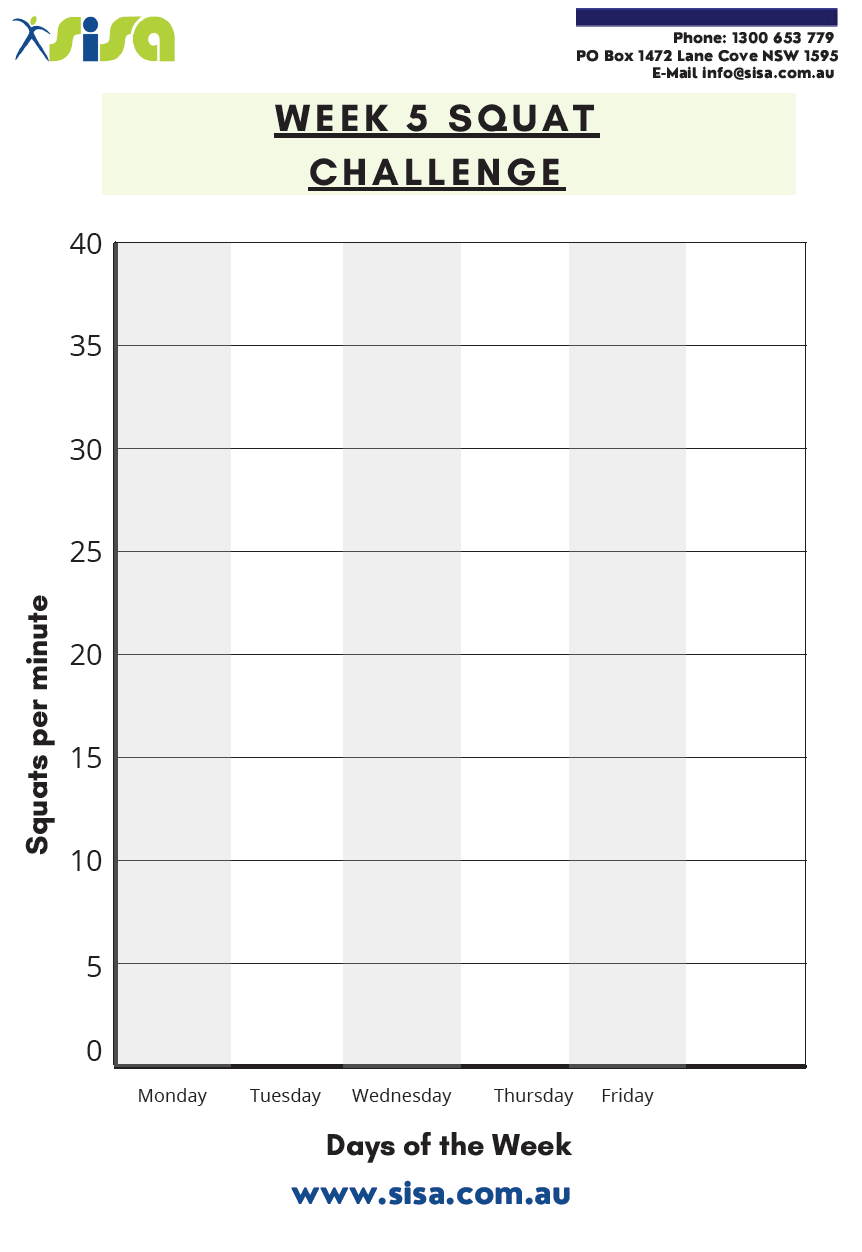 sisa
Phone: 1300 653 779
PO Box 1472 Lane Cove NSW 1595
E-Mail info@sisa.com.au
WEEK 5 SQUAT
CHALLENGE
40
35
30
25
20
15
10
5
0
Squats per minute
Monday Tuesday Wednesday Thursday Friday
Days of the Week
www.sisa.com.au